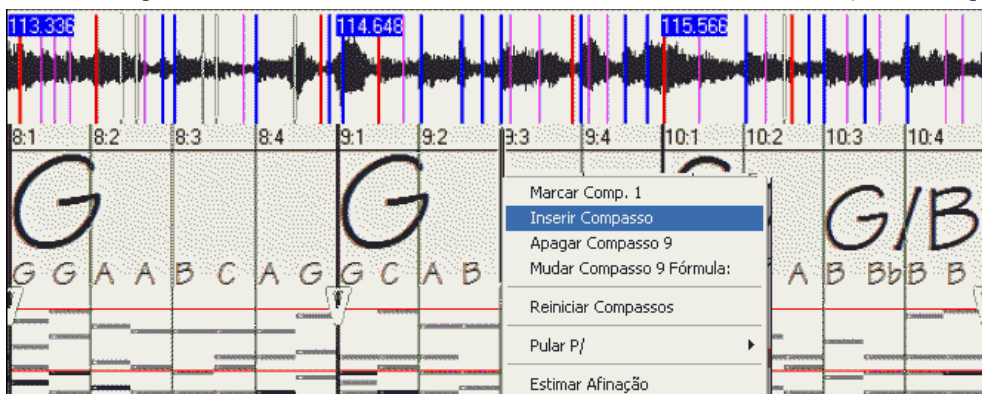 113.336 114.648 115.566
8:1 8:2 8:3 8:4 9:1 9:2 9:3 9:4 10:1 10:2 10:3 10:4
G G G/B
G G A A B C A G G C A B A B Bb B B
Marcar Comp. 1
Inserir Compasso
Apagar Compasso 9
Mudar Compasso 9 Fórmula:
Reiniciar Compassos
Pular P/
Estimar Afinação